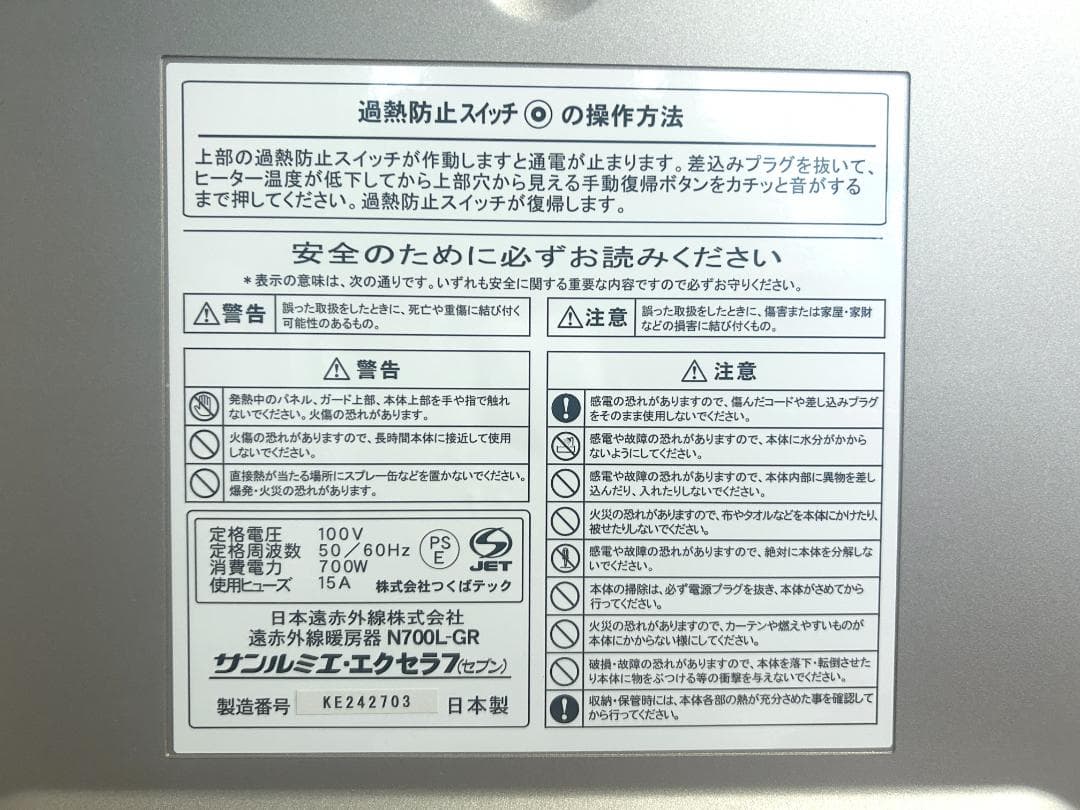 過熱防止スイッチ◎の操作方法
上部の過熱防止スイッチが作動しますと通電が止まります。差込みプラグを抜いて、
ヒーター温度が低下してから上部穴から見える手動復帰ボタンをカチッと音がする
まで押してください。過熱防止スイッチが復帰します。
安全のために必ずお読みください
*表示の意味は、次の通りです。いずれも安全に関する重要な内容ですので必ずお守りください。
警告
誤った取扱をしたときに、死亡や重傷に結び付く
可能性のあるもの。
注意
誤った取扱をしたときに、傷害または家屋・家財
などの損害に結び付くもの。
警告
発熱中のパネル、ガード上部、本体上部を手や指で触れ
ないでください。火傷の恐れがあります。
火傷の恐れがありますので、長時間本体に接近して使用
しないでください。
直接熱が当たる場所にスプレー缶などを置かないでください。
爆発・火災の恐れがあります。
定格電圧 100V
定格周波数 50/60Hz
消費電力 700W
使用ヒューズ 15A
PS
E
JET
株式会社つくばテック
日本遠赤外線株式会社
遠赤外線暖房器 N700L-GR
サンルミエ・エクセラ7(セブン)
製造番号 KE242703 日本製
注意
感電の恐れがありますので、傷んだコードや差し込みプラグ
をそのまま使用しないでください。
感電や故障の恐れがありますので、本体に水分がかから
ないようにしてください。
感電や故障の恐れがありますので、本体内部に異物を差し
込んだり、入れたりしないでください。
火災の恐れがありますので、布やタオルなどを本体にかけたり、
被せたりしないでください。
感電や故障の恐れがありますので、絶対に本体を分解しな
いでください。
本体の掃除は、必ず電源プラグを抜き、本体がさめてから
行ってください。
火災の恐れがありますので、カーテンや燃えやすいものが
本体にかからない様にしてください。
破損・故障の恐れがありますので、本体を落下・転倒させた
り本体に物をぶつける等の衝撃を与えないでください。
収納・保管時には、本体各部の熱が充分さめた事を確認して
から行ってください。